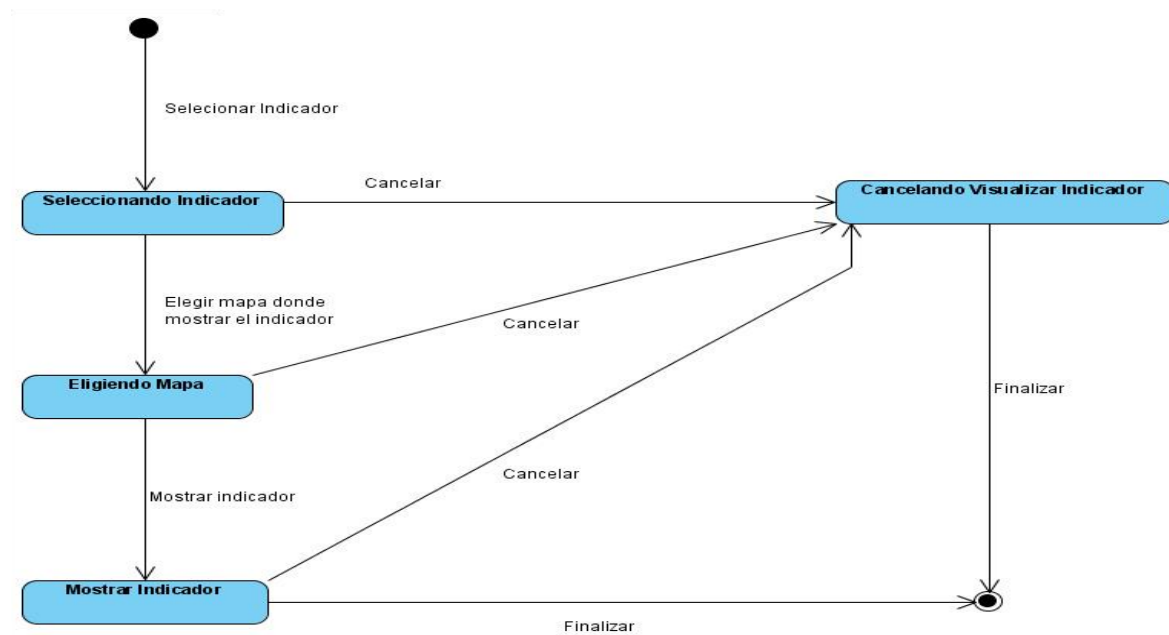 Selecionar Indicador
Cancelar
Seleccionando Indicador
Cancelando Visualizar Indicador
Elegir mapa donde
mostrar el indicador
Cancelar
Eligiendo Mapa
Finalizar
Cancelar
Mostrar indicador
Mostrar Indicador
Finalizar